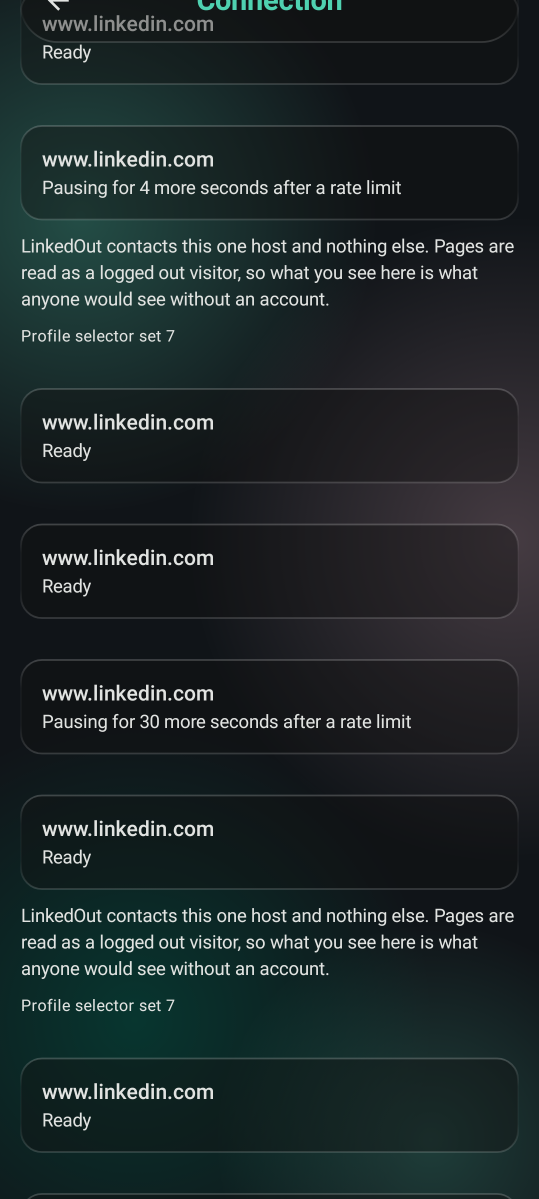 Connection
www.linkedin.com
Ready
www.linkedin.com
Pausing for 4 more seconds after a rate limit
LinkedOut contacts this one host and nothing else. Pages are
read as a logged out visitor, so what you see here is what
anyone would see without an account.
Profile selector set 7
www.linkedin.com
Ready
www.linkedin.com
Ready
www.linkedin.com
Pausing for 30 more seconds after a rate limit
www.linkedin.com
Ready
LinkedOut contacts this one host and nothing else. Pages are
read as a logged out visitor, so what you see here is what
anyone would see without an account.
Profile selector set 7
www.linkedin.com
Ready